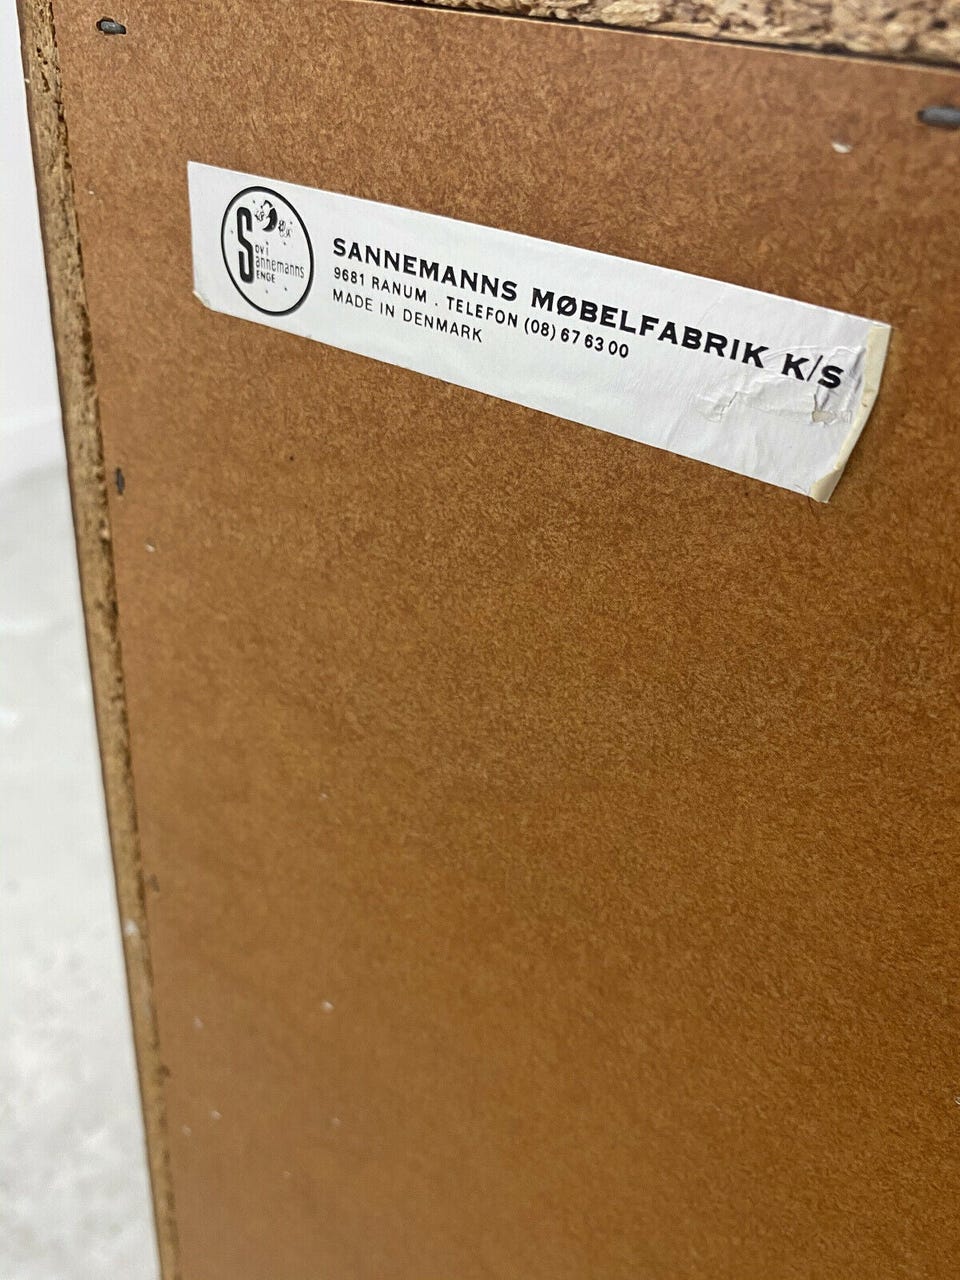 Sov i
Sannemanns
SENGE
SANNEMANNS MØBELFABRIK K/S
9681 RANUM . TELEFON (08) 67 63 00
MADE IN DENMARK